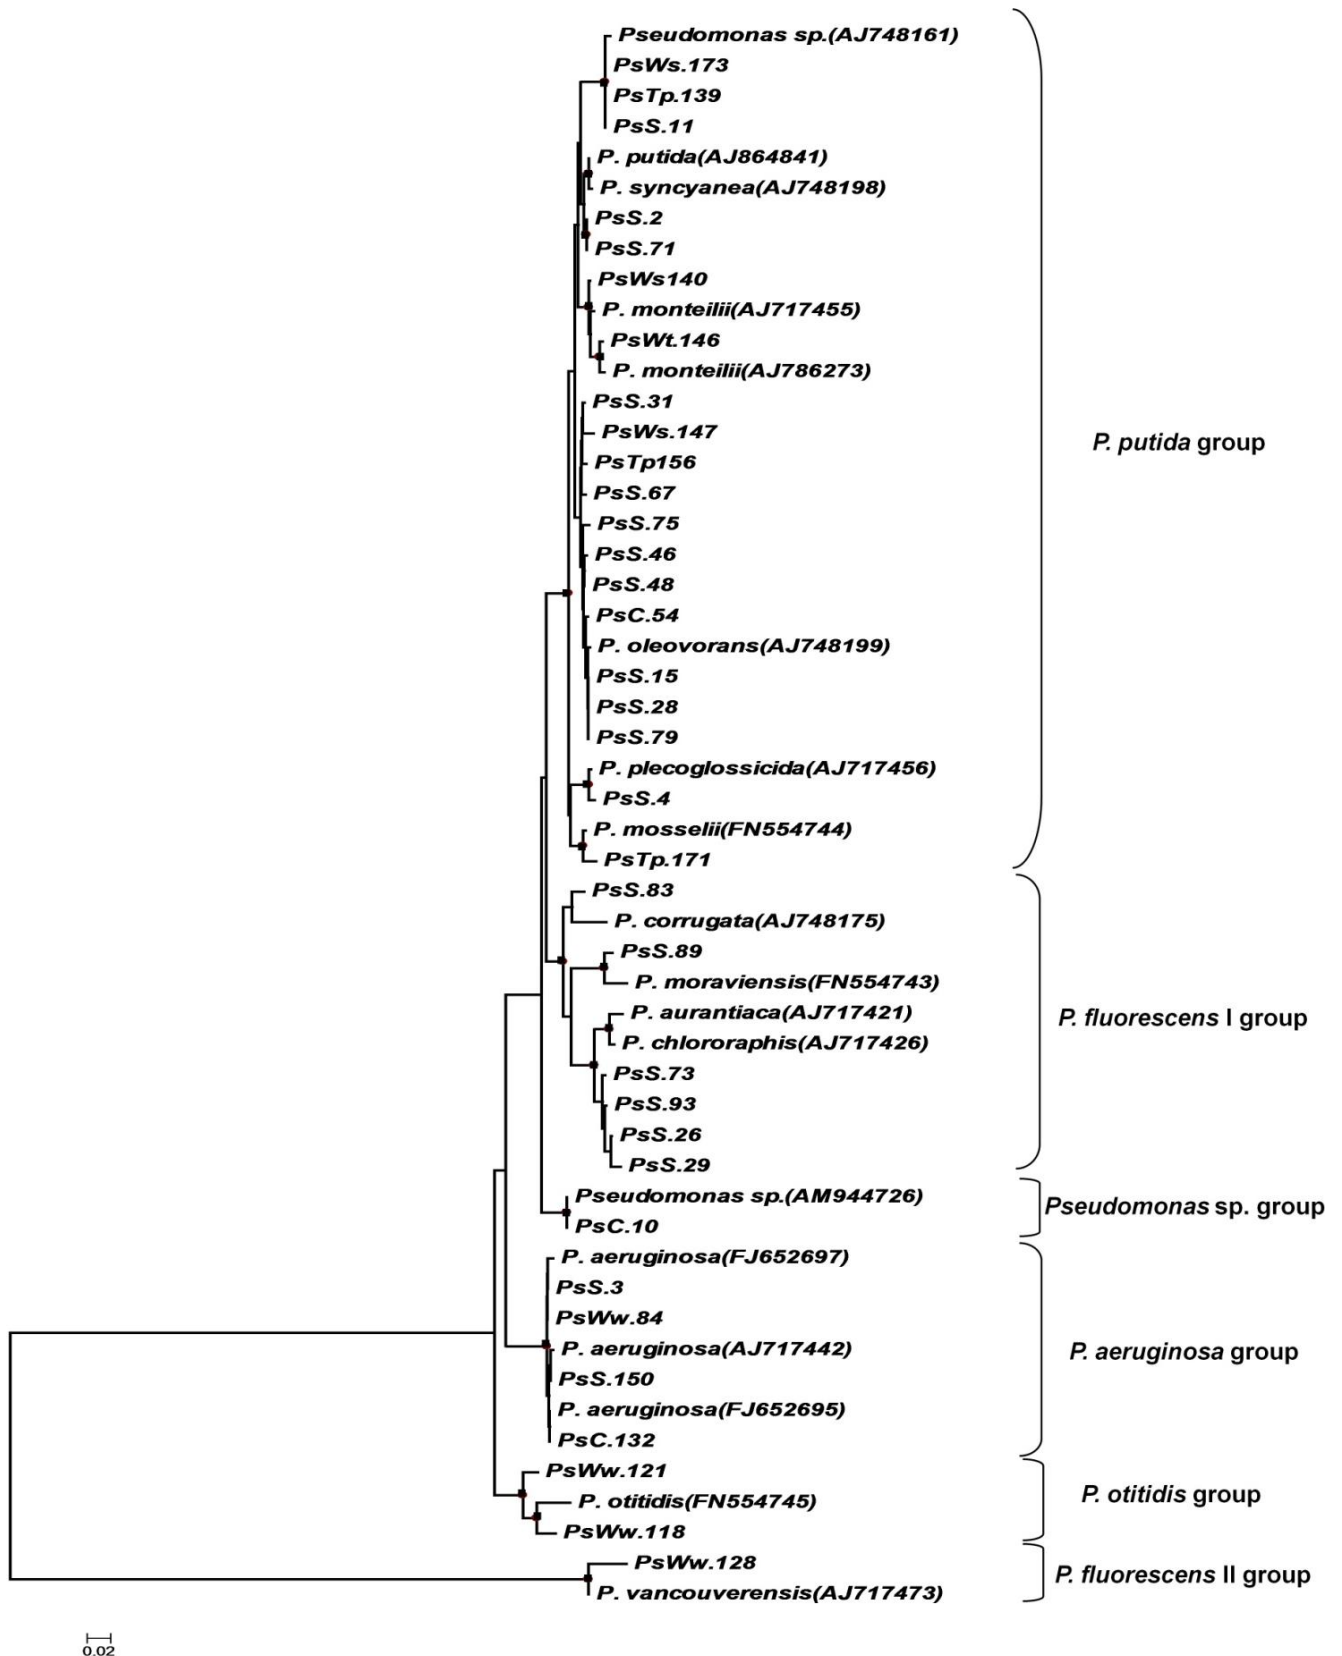 Pseudomonas sp.(AJ748161)
PsWs.173
PsTp.139
PsS.11
P. putida(AJ864841)
P. syncyanea(AJ748198)
PsS.2
PsS.71
PsWs140
P. monteilii(AJ717455)
PsWt.146
P. monteilii(AJ786273)
PsS.31
PsWs.147
P. putida group
PsTp156
PsS.67
PsS.75
PsS.46
PsS.48
PsC.54
P. oleovorans(AJ748199)
PsS.15
PsS.28
PsS.79
P. plecoglossicida(AJ717456)
PsS.4
P. mosselii(FN554744)
PsTp.171
PsS.83
P. corrugata(AJ748175)
PsS.89
P. moraviensis(FN554743)
P. aurantiaca(AJ717421)
P. fluorescens I group
P. chlororaphis(AJ717426)
PsS.73
PsS.93
PsS.26
PsS.29
Pseudomonas sp.(AM944726)
Pseudomonas sp. group
PsC.10
P. aeruginosa(FJ652697)
PsS.3
PsWw.84
P. aeruginosa(AJ717442)
P. aeruginosa group
PsS.150
P. aeruginosa(FJ652695)
PsC.132
PsWw.121
P. otitidis group
P. otitidis(FN554745)
PsWw.118
PsWw.128
P. fluorescens II group
P. vancouverensis(AJ717473)
0.02